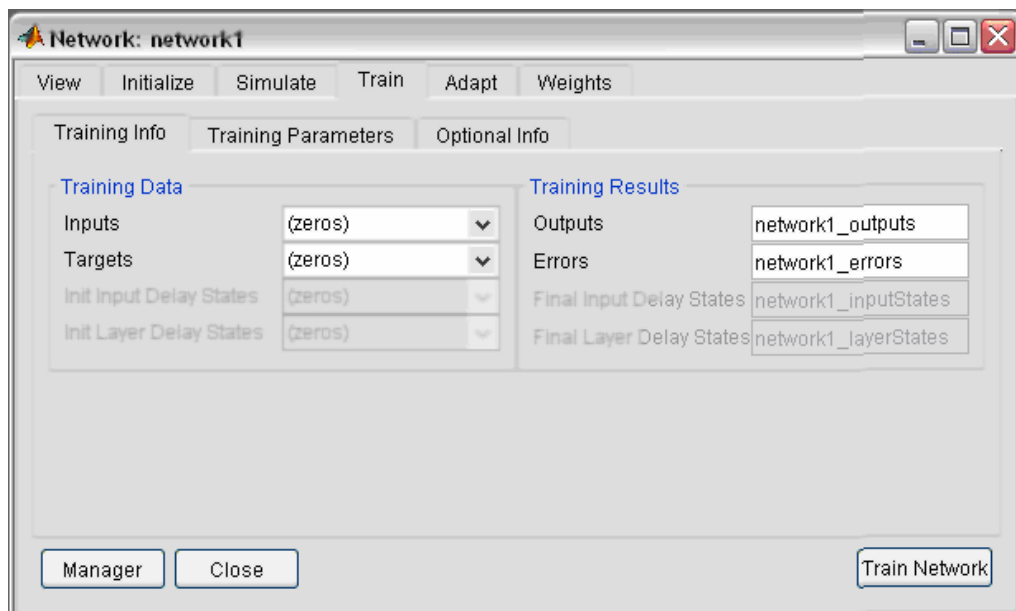 Network: network1
View Initialize Simulate Train Adapt Weights
Training Info Training Parameters Optional Info
Training Data
Inputs (zeros)
Targets (zeros)
Init Input Delay States (zeros)
Init Layer Delay States (zeros)
Training Results
Outputs network1_outputs
Errors network1_errors
Final Input Delay States network1_inputStates
Final Layer Delay States network1_layerStates
Manager Close Train Network